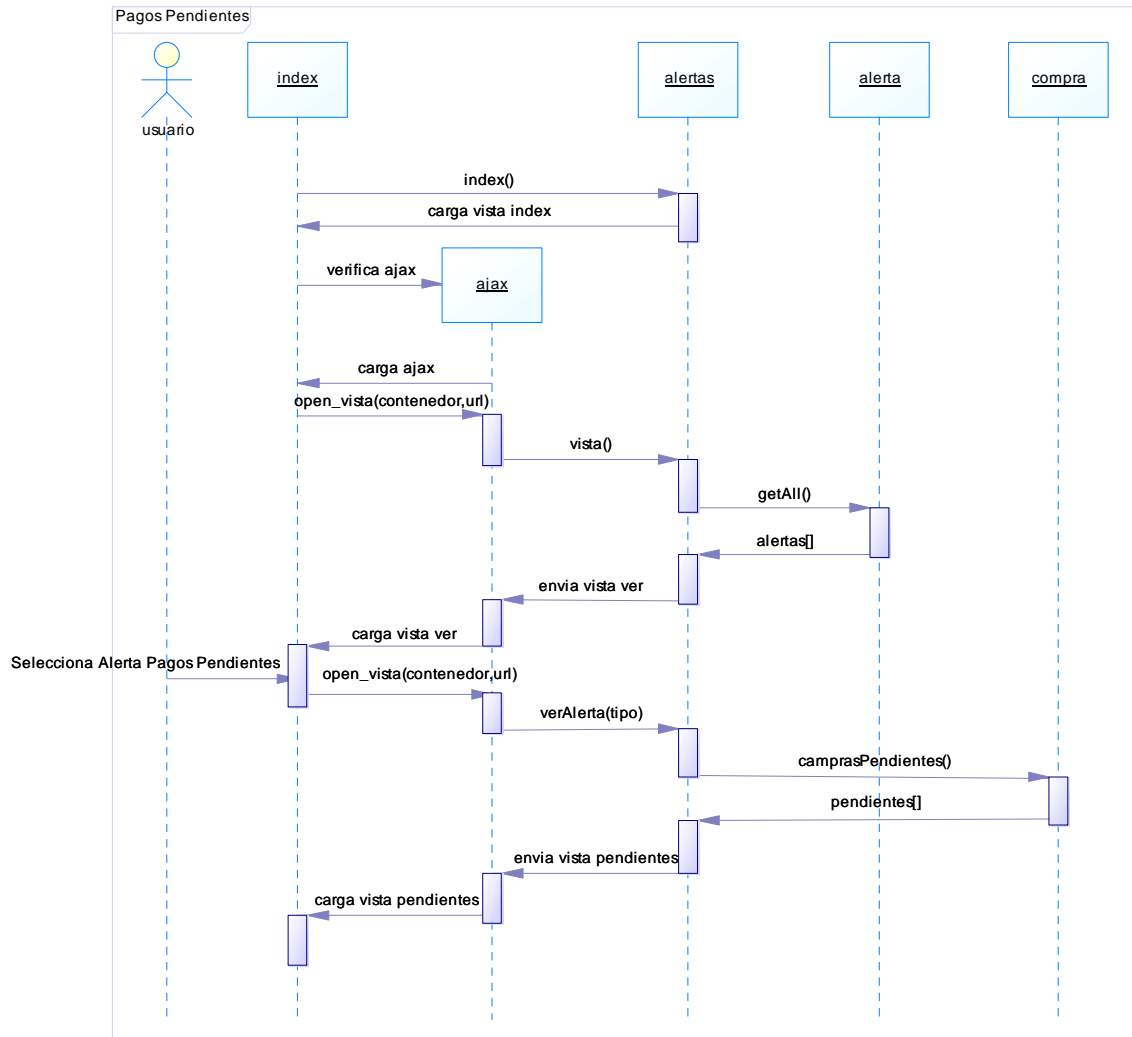 Pagos Pendientes
usuario
index
alertas
alerta
compra
index()
carga vista index
verifica ajax
ajax
carga ajax
open_vista(contenedor,url)
vista()
getAll()
alertas[]
envia vista ver
carga vista ver
Selecciona Alerta Pagos Pendientes
open_vista(contenedor,url)
verAlerta(tipo)
camprasPendientes()
pendientes[]
envia vista pendientes
carga vista pendientes